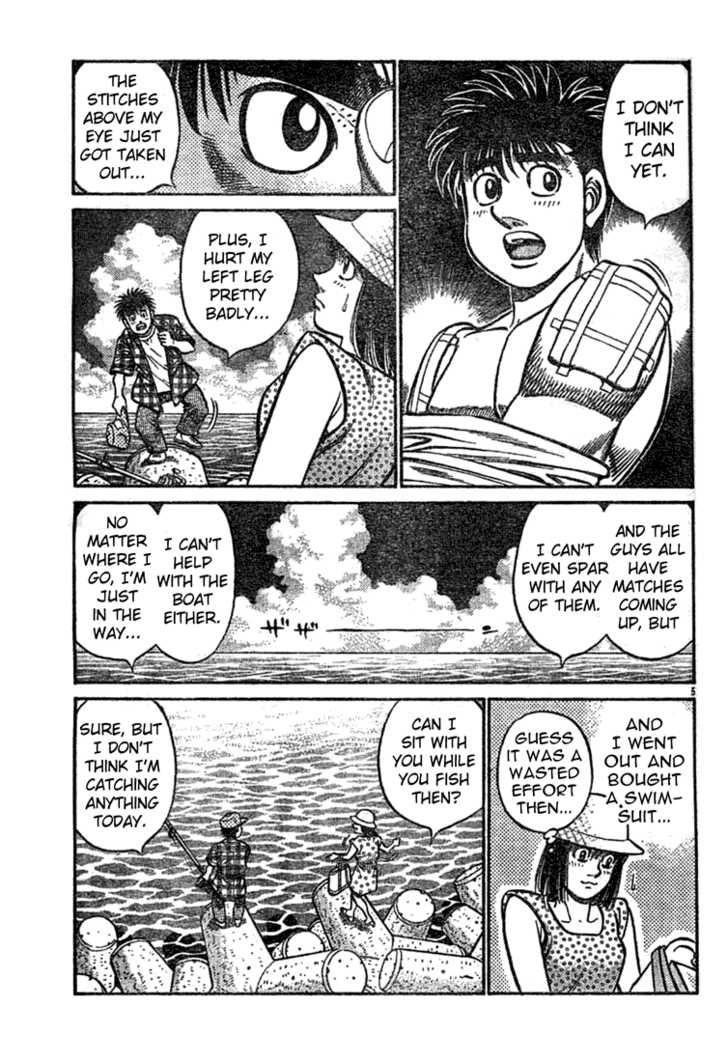 I DON'T
THINK
I CAN
YET.
THE
STITCHES
ABOVE MY
EYE JUST
GOT TAKEN
OUT...
PLUS, I
HURT MY
LEFT LEG
PRETTY
BADLY...
AND THE
GUYS ALL
HAVE
MATCHES
COMING
UP, BUT
I CAN'T
EVEN SPAR
WITH ANY
OF THEM.
ザザ
I CAN'T
HELP
WITH THE
BOAT
EITHER.
NO
MATTER
WHERE I
GO, I'M
JUST
IN THE
WAY...
5
AND
I WENT
OUT AND
BOUGHT
A SWIM-
SUIT...
GUESS
IT WAS A
WASTED
EFFORT
THEN...
CAN I
SIT WITH
YOU WHILE
YOU FISH
THEN?
SURE, BUT
I DON'T
THINK I'M
CATCHING
ANYTHING
TODAY.